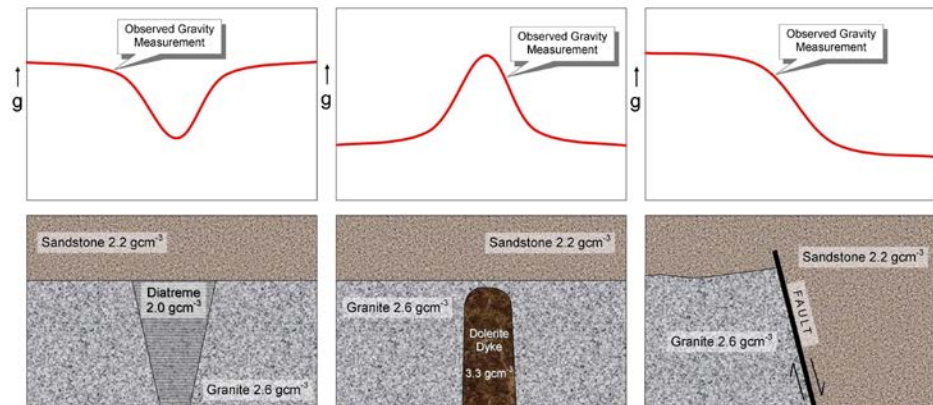 Observed Gravity
Measurement
↑
g
Observed Gravity
Measurement
↑
g
Observed Gravity
Measurement
↑
g
Sandstone 2.2 gcm⁻³
Diatreme
2.0 gcm⁻³
Granite 2.6 gcm⁻³
Sandstone 2.2 gcm⁻³
Granite 2.6 gcm⁻³
Dolerite
Dyke
3.3 gcm⁻³
Sandstone 2.2 gcm⁻³
FAULT
Granite 2.6 gcm⁻³